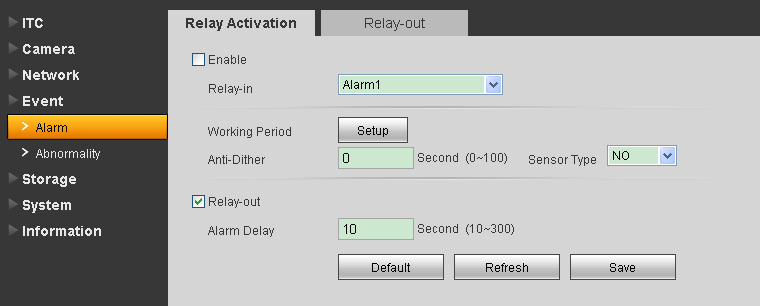 ITC
Camera
Network
Event
Alarm
Abnormality
Storage
System
Information
Relay Activation Relay-out
Enable
Relay-in Alarm1
Working Period Setup
Anti-Dither 0 Second (0~100) Sensor Type NO
Relay-out
Alarm Delay 10 Second (10~300)
Default Refresh Save